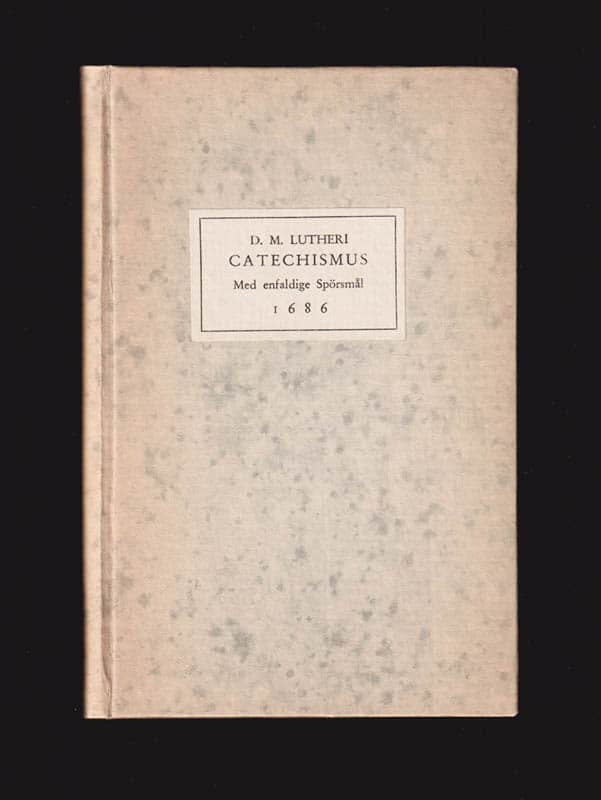 D. M. LUTHERI
CATECHISMUS
Med enfaldige Spörsmål
1686